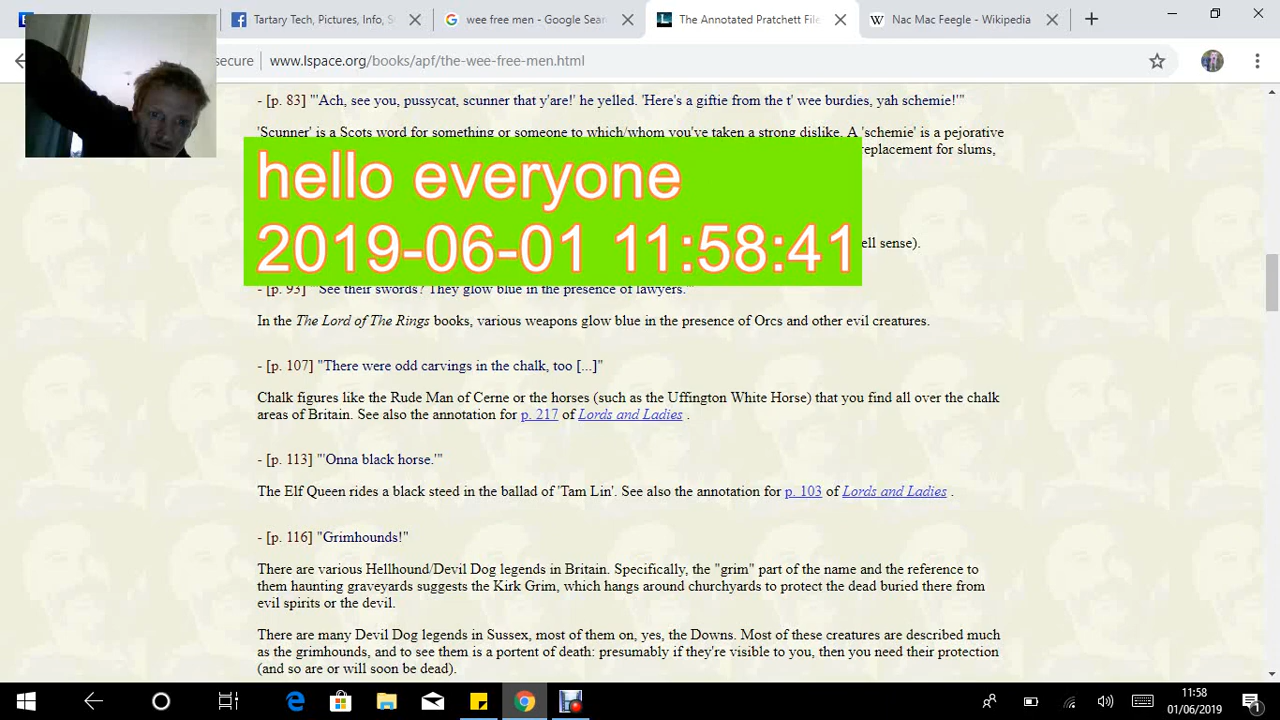 Tartary Tech, Pictures, Info, S
wee free men - Google Sear
The Annotated Pratchett File
Nac Mac Feegle - Wikipedia
secure
www.lspace.org/books/apf/the-wee-free-men.html
- [p. 83] "'Ach, see you, pussycat, scunner that y'are!' he yelled. 'Here's a giftie from the t' wee burdies, yah schemie!'"
'Scunner' is a Scots word for something or someone to which/whom you've taken a strong dislike. A 'schemie' is a pejorative
replacement for slums,
hello everyone
2019-06-01 11:58:41
ell sense).
- [p. 93] "See their swords? They glow blue in the presence of lawyers."
In the The Lord of The Rings books, various weapons glow blue in the presence of Orcs and other evil creatures.
- [p. 107] "There were odd carvings in the chalk, too [...]"
Chalk figures like the Rude Man of Cerne or the horses (such as the Uffington White Horse) that you find all over the chalk
areas of Britain. See also the annotation for p. 217 of Lords and Ladies .
- [p. 113] "'Onna black horse.'"
The Elf Queen rides a black steed in the ballad of 'Tam Lin'. See also the annotation for p. 103 of Lords and Ladies .
- [p. 116] "Grimhounds!"
There are various Hellhound/Devil Dog legends in Britain. Specifically, the "grim" part of the name and the reference to
them haunting graveyards suggests the Kirk Grim, which hangs around churchyards to protect the dead buried there from
evil spirits or the devil.
There are many Devil Dog legends in Sussex, most of them on, yes, the Downs. Most of these creatures are described much
as the grimhounds, and to see them is a portent of death: presumably if they're visible to you, then you need their protection
(and so are or will soon be dead).
11:58
01/06/2019